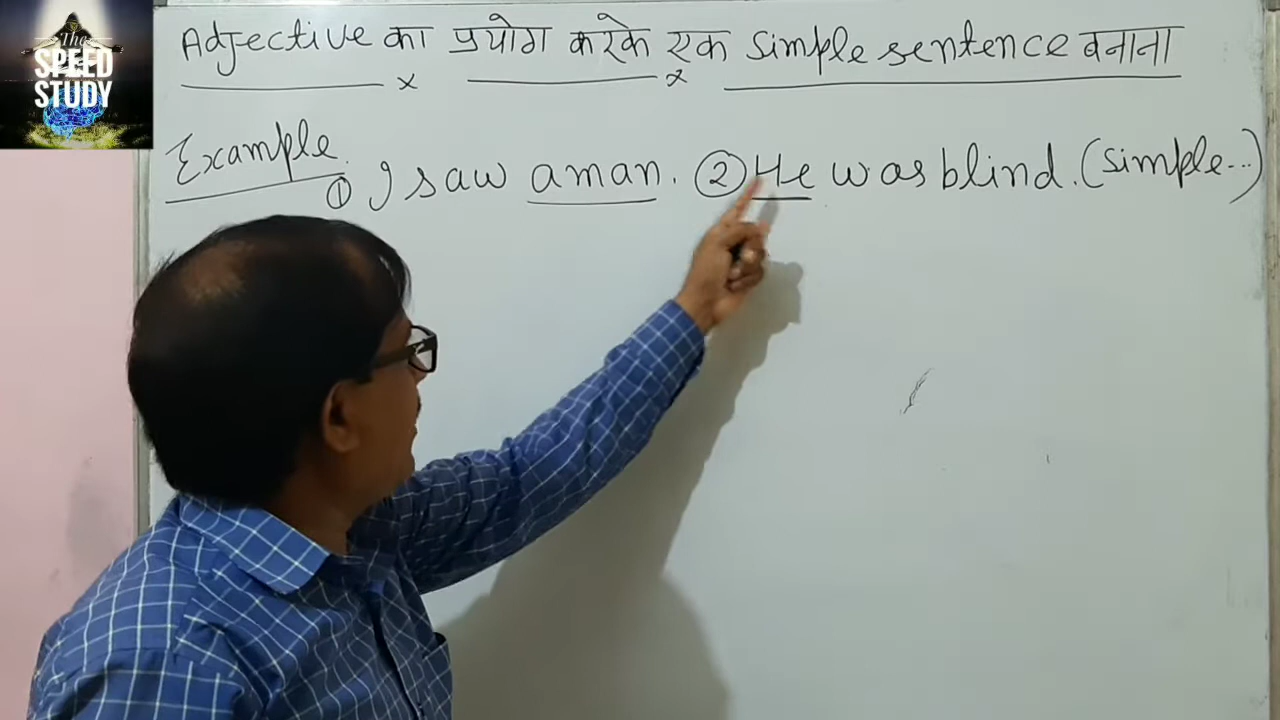 The
SPEED
STUDY
Adjective का प्रयोग करके एक simple sentence बनाना
Example ① I saw a man. ② He was blind. (simple...)